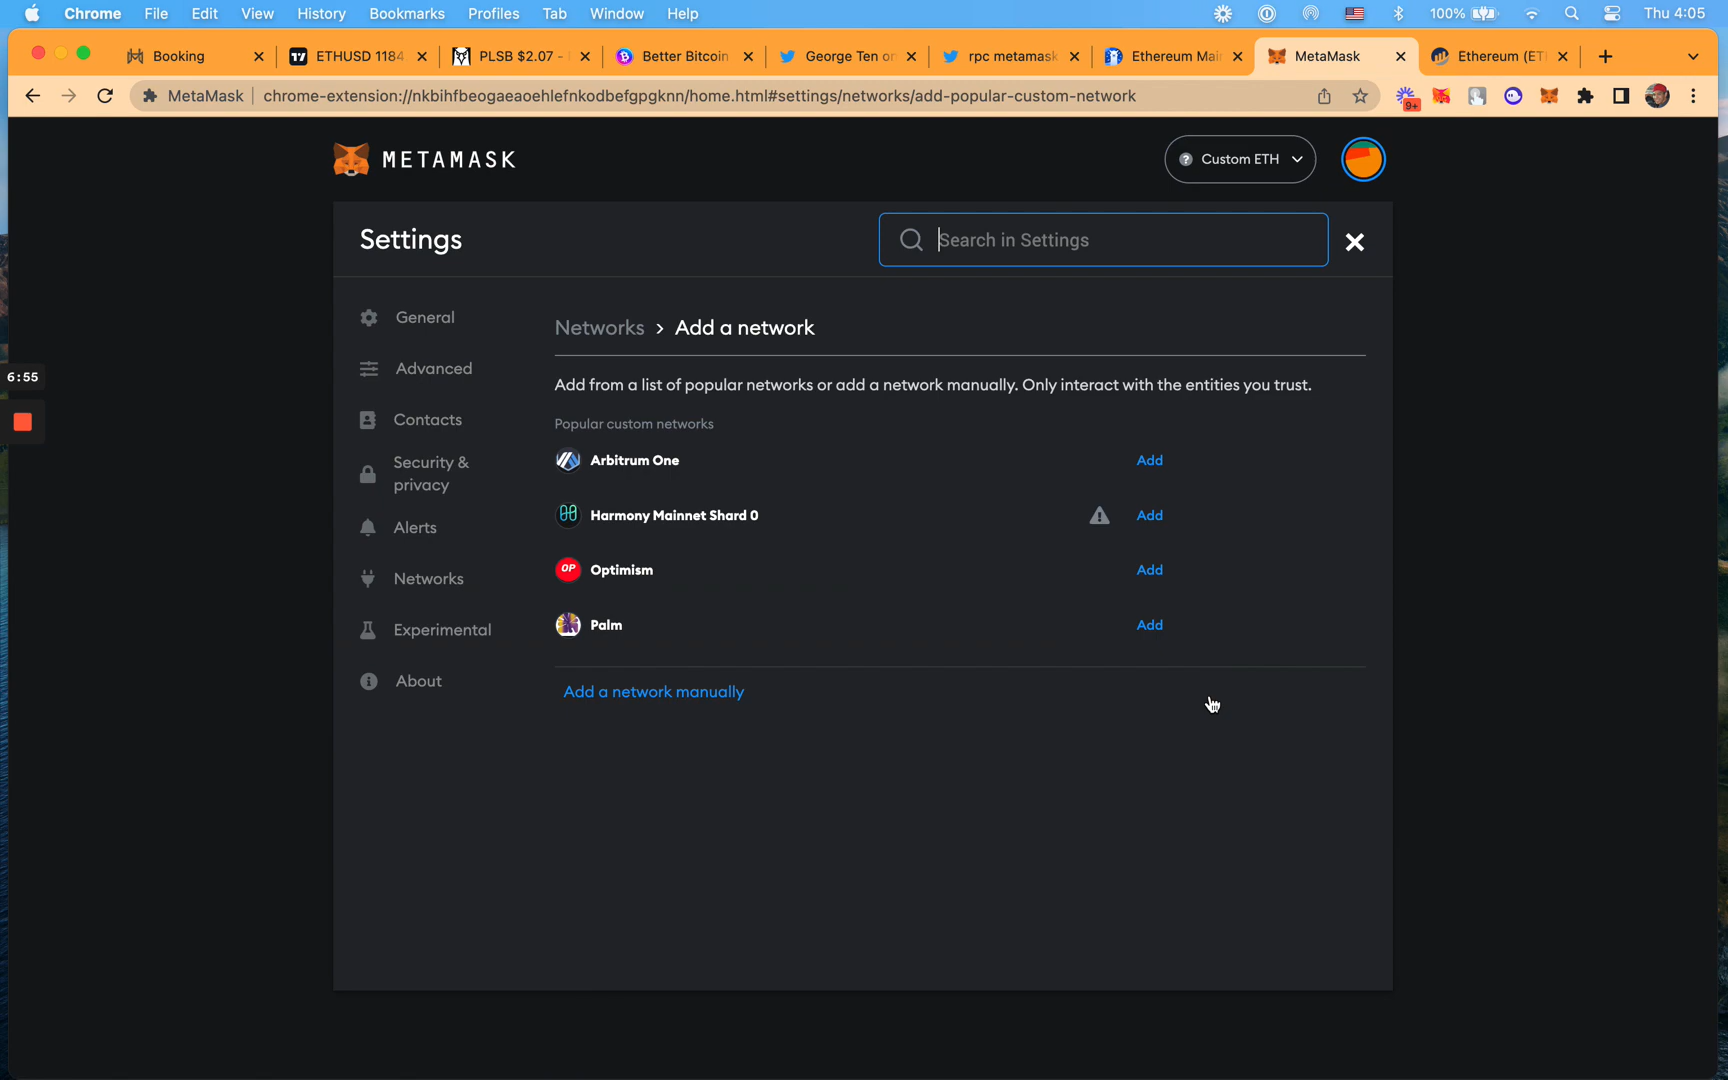 Chrome File Edit View History Bookmarks Profiles Tab Window Help 100% Thu 4:05
Booking ETHUSD 1184 PLSB $2.07 - Better Bitcoin George Ten on rpc metamask Ethereum Mai MetaMask Ethereum (ET
MetaMask chrome-extension://nkbihfbeogaeaoehlefnkodbefgpgknn/home.html#settings/networks/add-popular-custom-network 9+
METAMASK
? Custom ETH
Settings
Search in Settings
General
Advanced
Contacts
Security &
privacy
Alerts
Networks
Experimental
About
Networks > Add a network
Add from a list of popular networks or add a network manually. Only interact with the entities you trust.
Popular custom networks
Arbitrum One Add
Harmony Mainnet Shard 0 Add
OP Optimism Add
Palm Add
Add a network manually
6:55